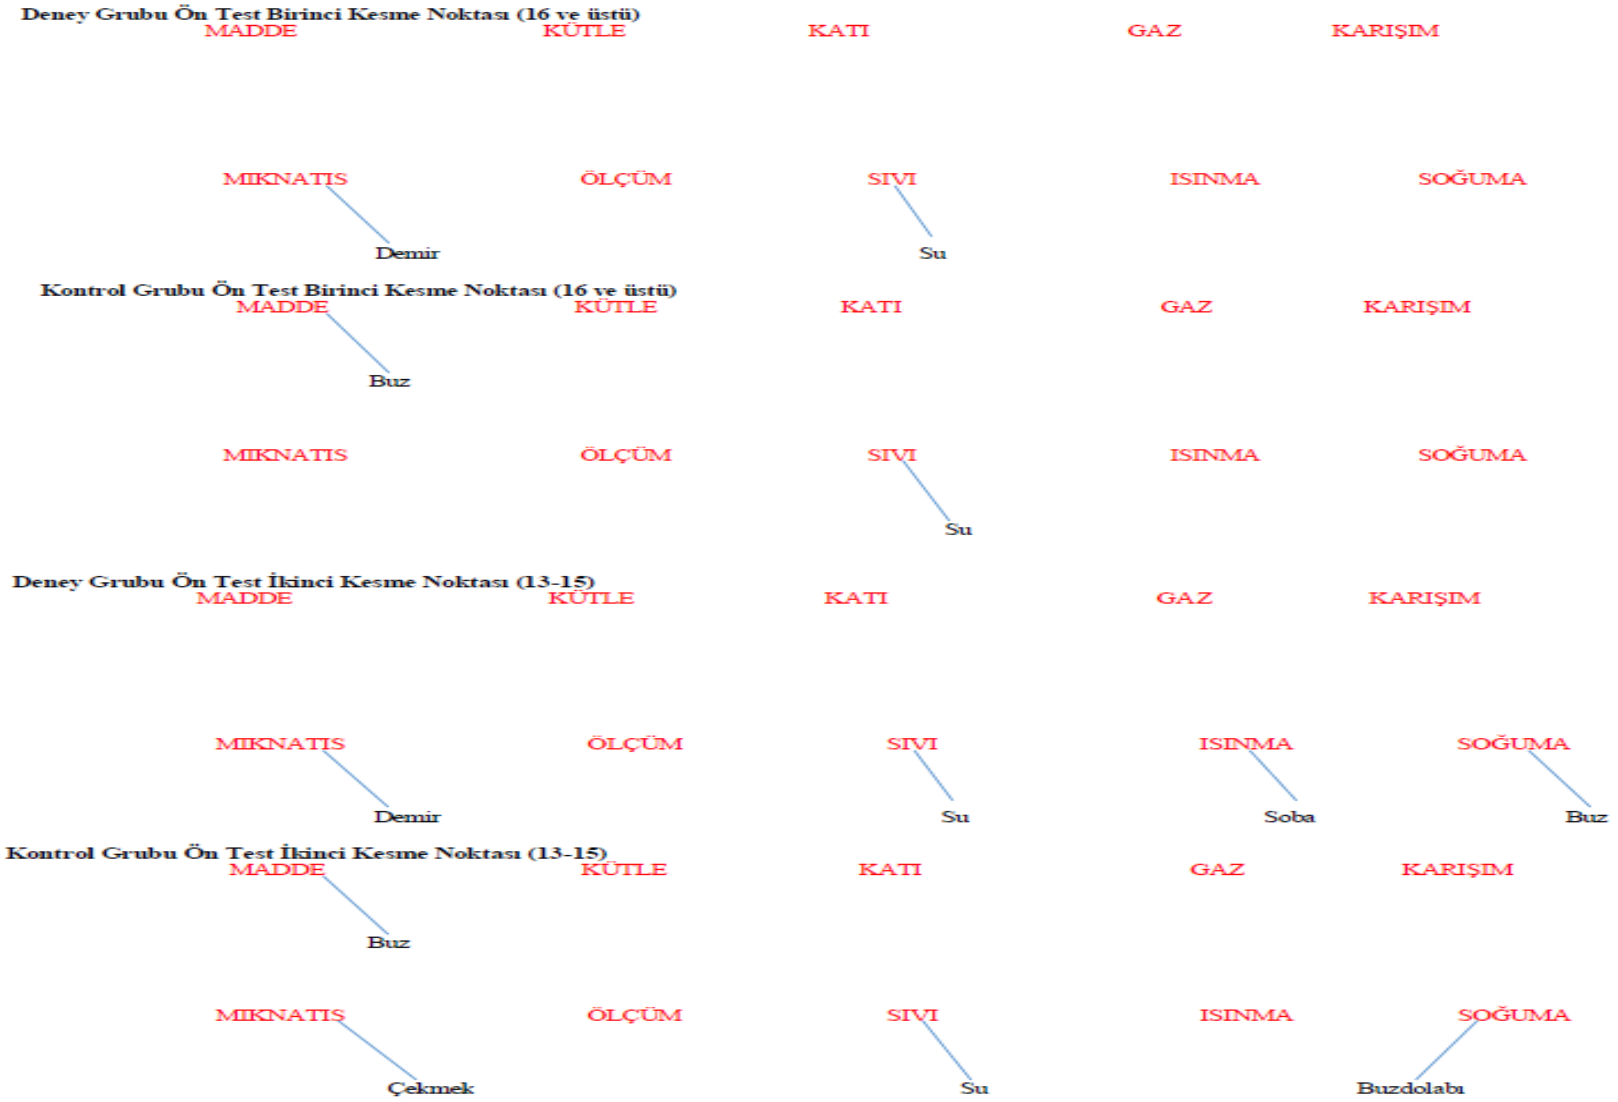 Deney Grubu Ön Test Birinci Kesme Noktası (16 ve üstü)
MADDE KÜTLE KATI GAZ KARIŞIM
MIKNATIS ÖLÇÜM SIVI ISINMA SOĞUMA
Demir Su
Kontrol Grubu Ön Test Birinci Kesme Noktası (16 ve üstü)
MADDE KÜTLE KATI GAZ KARIŞIM
Buz
MIKNATIS ÖLÇÜM SIVI ISINMA SOĞUMA
Su
Deney Grubu Ön Test İkinci Kesme Noktası (13-15)
MADDE KÜTLE KATI GAZ KARIŞIM
MIKNATIS ÖLÇÜM SIVI ISINMA SOĞUMA
Demir Su Soba Buz
Kontrol Grubu Ön Test İkinci Kesme Noktası (13-15)
MADDE KÜTLE KATI GAZ KARIŞIM
Buz
MIKNATIS ÖLÇÜM SIVI ISINMA SOĞUMA
Çekmek Su Buzdolabı